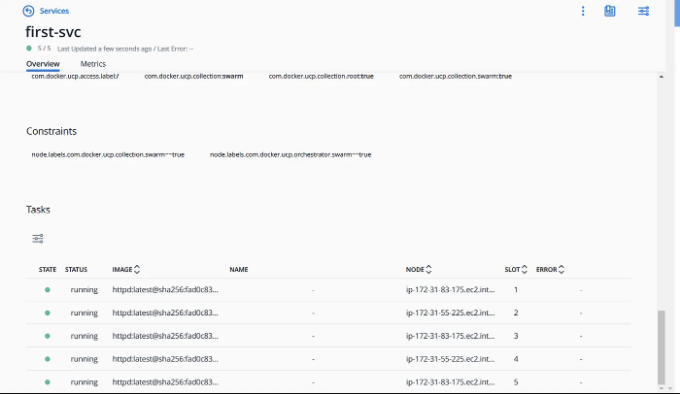 Services
first-svc
5 / 5 Last Updated a few seconds ago / Last Error: --
Overview Metrics
com.docker.ucp.access.label:/ com.docker.ucp.collection:swarm com.docker.ucp.collection.root:true com.docker.ucp.collection.swarm:true
Constraints
node.labels.com.docker.ucp.collection.swarm==true node.labels.com.docker.ucp.orchestrator.swarm==true
Tasks
STATE STATUS IMAGE NAME NODE SLOT ERROR
running httpd:latest@sha256:fad0c83... - ip-172-31-83-175.ec2.int... 1 -
running httpd:latest@sha256:fad0c83... - ip-172-31-55-225.ec2.int... 2 -
running httpd:latest@sha256:fad0c83... - ip-172-31-83-175.ec2.int... 3 -
running httpd:latest@sha256:fad0c83... - ip-172-31-55-225.ec2.int... 4 -
running httpd:latest@sha256:fad0c83... - ip-172-31-83-175.ec2.int... 5 -